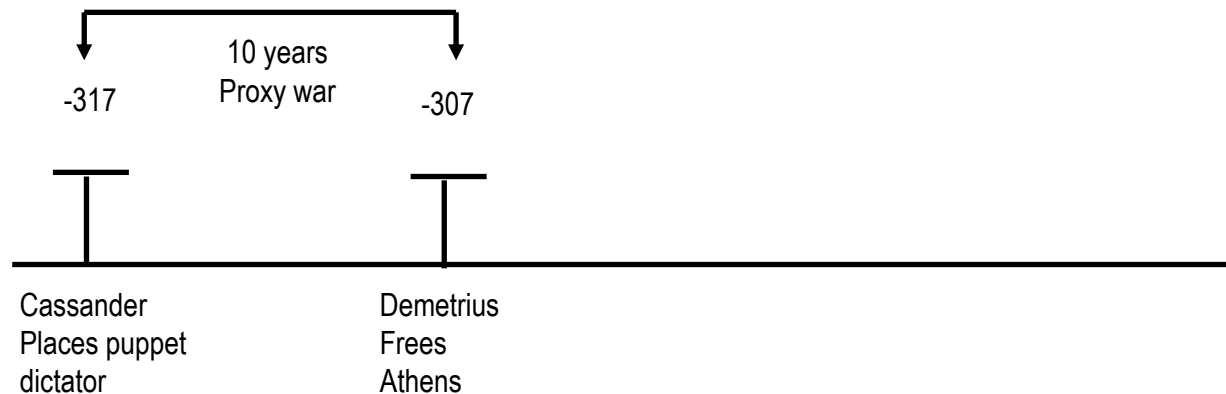 10 years
Proxy war
-317
-307
Cassander
Places puppet
dictator
Demetrius
Frees
Athens